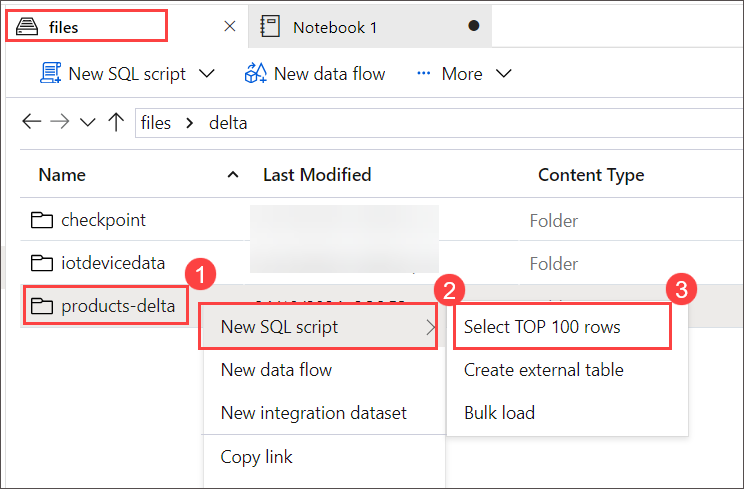 files
Notebook 1
New SQL script
New data flow
More
files
delta
Name
Last Modified
Content Type
checkpoint
Folder
iotdevicedata
Folder
1
2
3
products-delta
New SQL script
Select TOP 100 rows
New data flow
Create external table
New integration dataset
Bulk load
Copy link